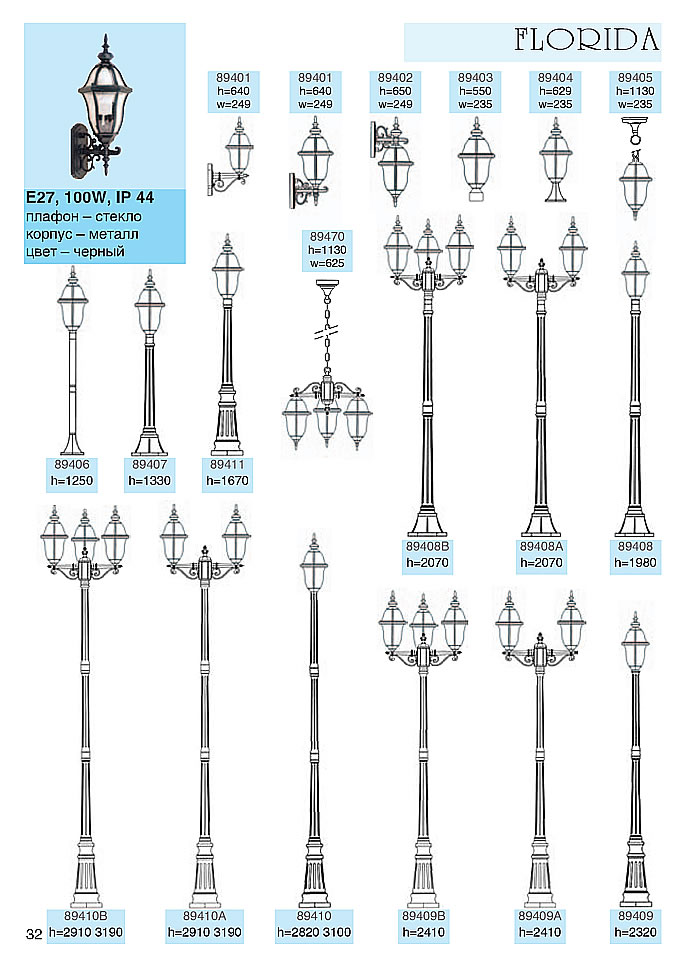 FLORIDA
89401
h=640
w=249
89401
h=640
w=249
89402
h=650
w=249
89403
h=550
w=235
89404
h=629
w=235
89405
h=1130
w=235
E27, 100W, IP 44
плафон – стекло
корпус – металл
цвет – черный
89470
h=1130
w=625
89406
h=1250
89407
h=1330
89411
h=1670
89408B
h=2070
89408A
h=2070
89408
h=1980
89410B
h=2910 3190
89410A
h=2910 3190
89410
h=2820 3100
89409B
h=2410
89409A
h=2410
89409
h=2320
32